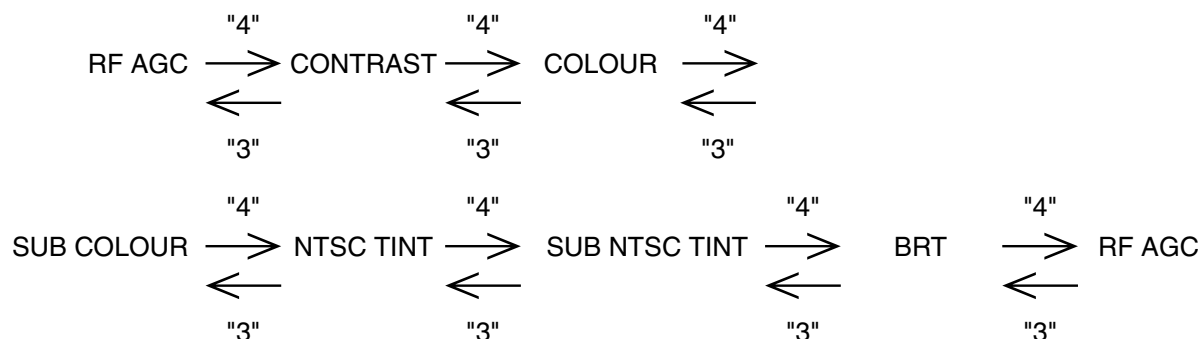 "4" "4" "4"
RF AGC CONTRAST COLOUR
"3" "3" "3"
"4" "4" "4" "4"
SUB COLOUR NTSC TINT SUB NTSC TINT BRT RF AGC
"3" "3" "3" "3"